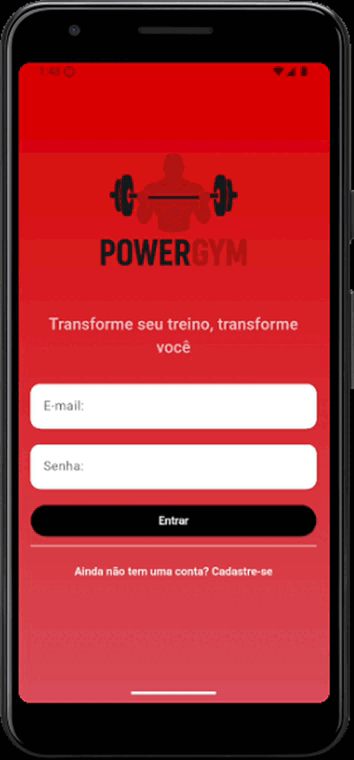 1:48
POWERGYM
Transforme seu treino, transforme
você
E-mail:
Senha:
Entrar
Ainda não tem uma conta? Cadastre-se